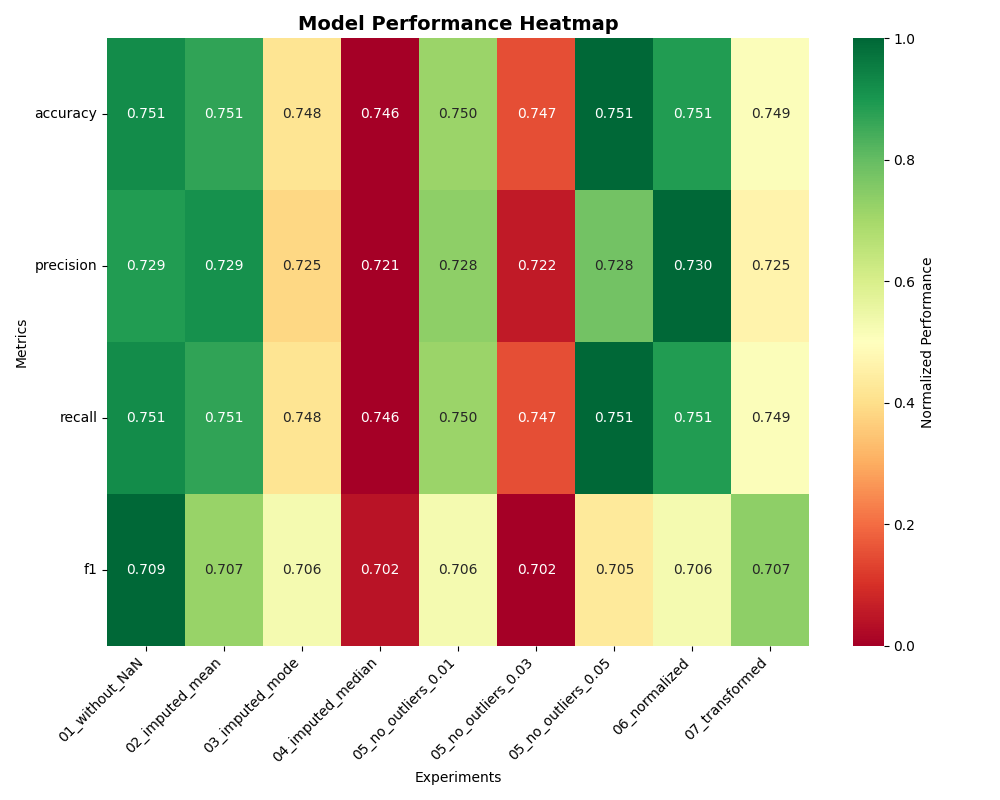 Model Performance Heatmap
accuracy 0.751 0.751 0.748 0.746 0.750 0.747 0.751 0.751 0.749
precision 0.729 0.729 0.725 0.721 0.728 0.722 0.728 0.730 0.725
recall 0.751 0.751 0.748 0.746 0.750 0.747 0.751 0.751 0.749
f1 0.709 0.707 0.706 0.702 0.706 0.702 0.705 0.706 0.707
Metrics
01_without_NaN
02_imputed_mean
03_imputed_mode
04_imputed_median
05_no_outliers_0.01
05_no_outliers_0.03
05_no_outliers_0.05
06_normalized
07_transformed
Experiments
1.0
0.8
0.6
0.4
0.2
0.0
Normalized Performance